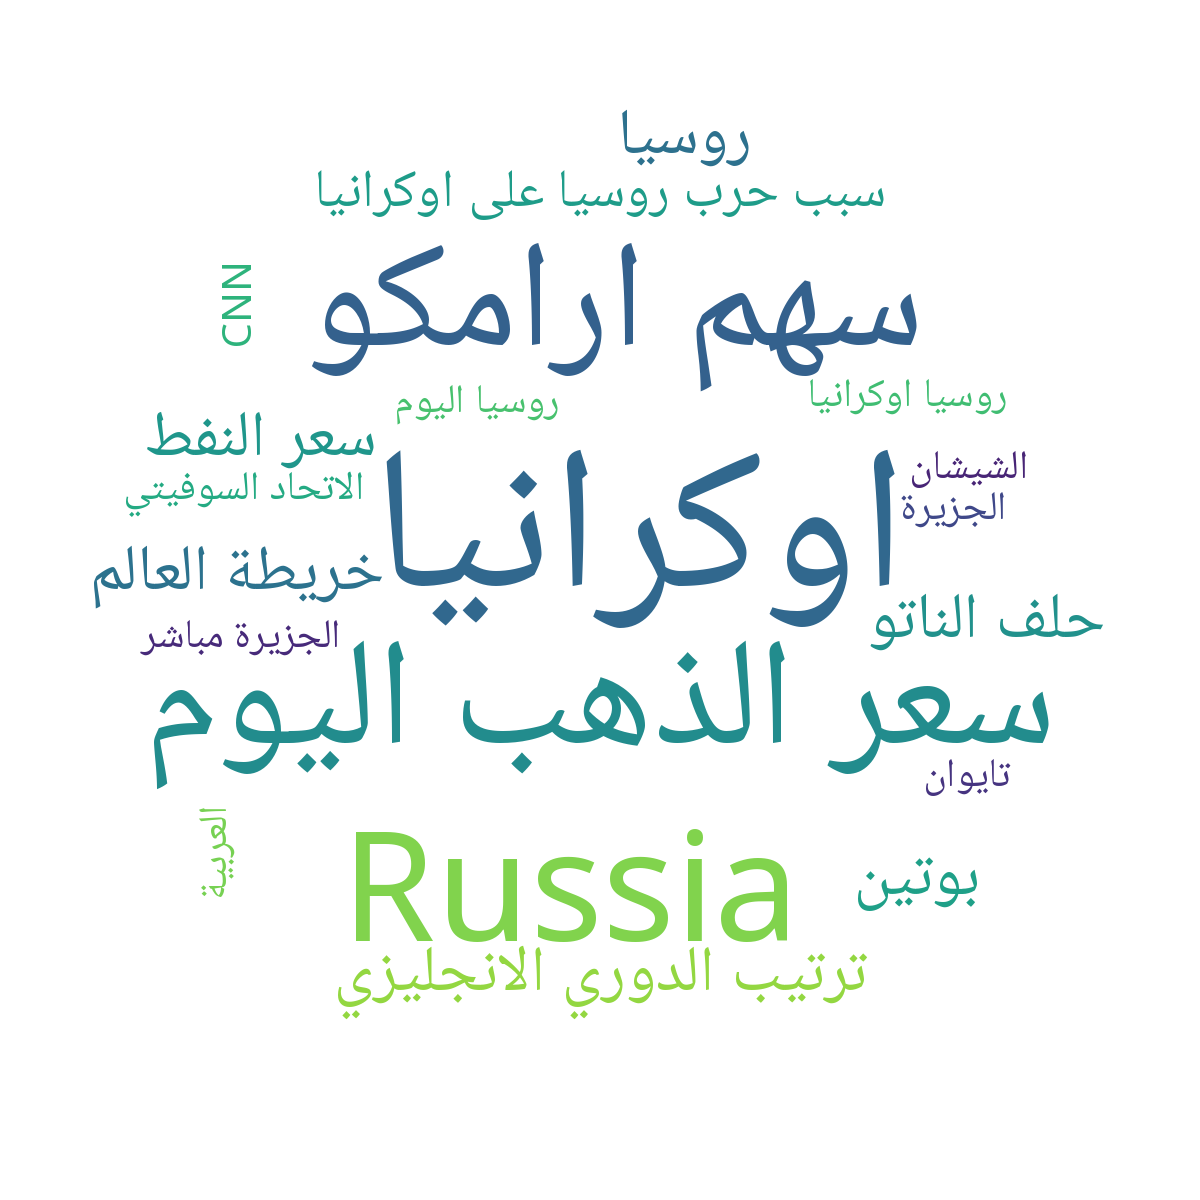 روسيا
سبب حرب روسيا على اوكرانيا
CNN
سهم ارامكو
روسيا اوكرانيا
روسيا اليوم
سعر النفط
الشيشان
الاتحاد السوفيتي
الجزيرة
اوكرانيا
خريطة العالم
حلف الناتو
الجزيرة مباشر
سعر الذهب اليوم
تايوان
العربية
Russia
بوتين
ترتيب الدوري الانجليزي